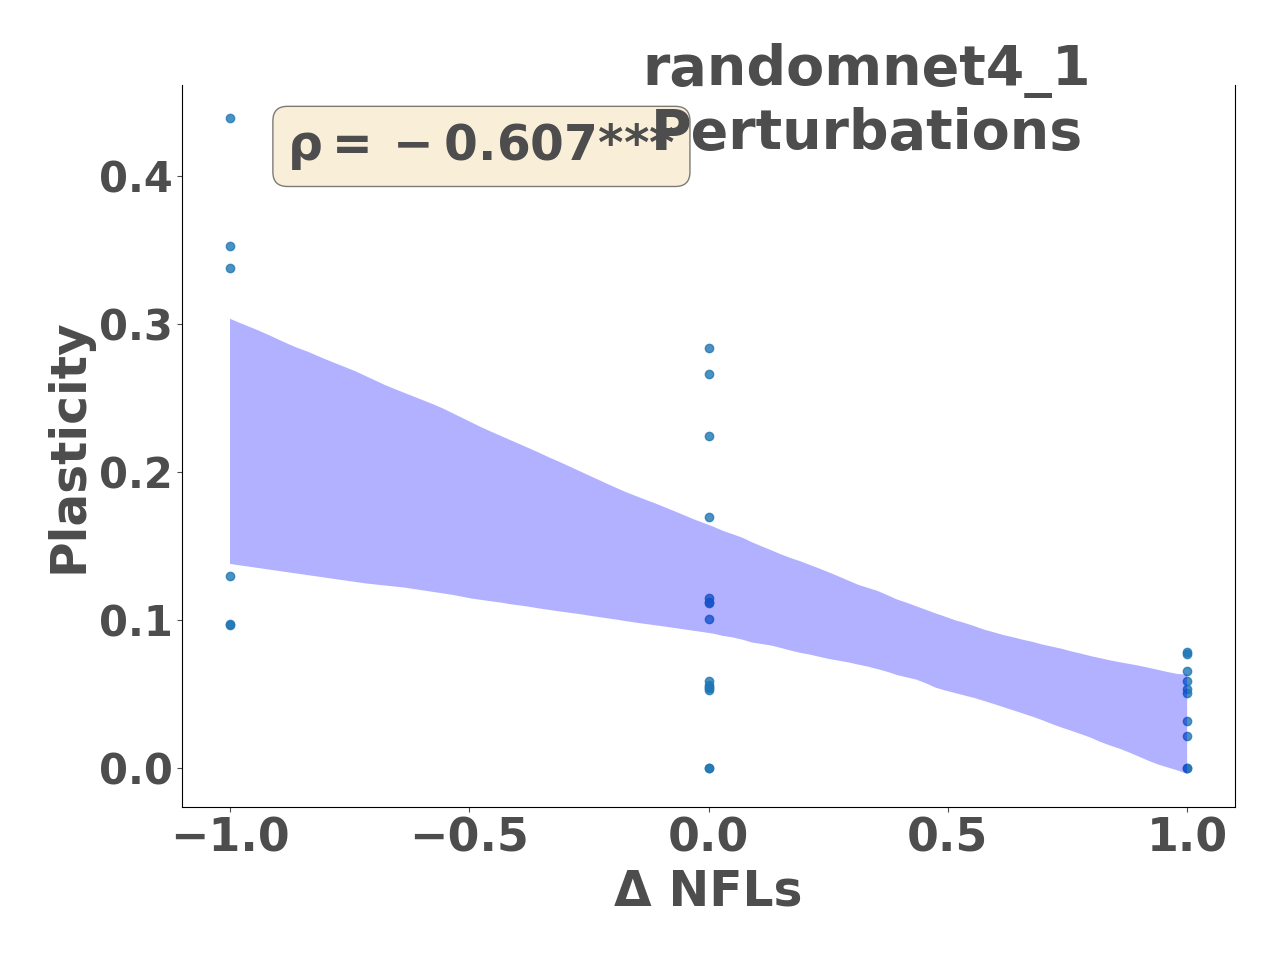 randomnet4_1
Perturbations
ρ = − 0.607***
Plasticity
0.4
0.3
0.2
0.1
0.0
−1.0 −0.5 0.0 0.5 1.0
Δ NFLs